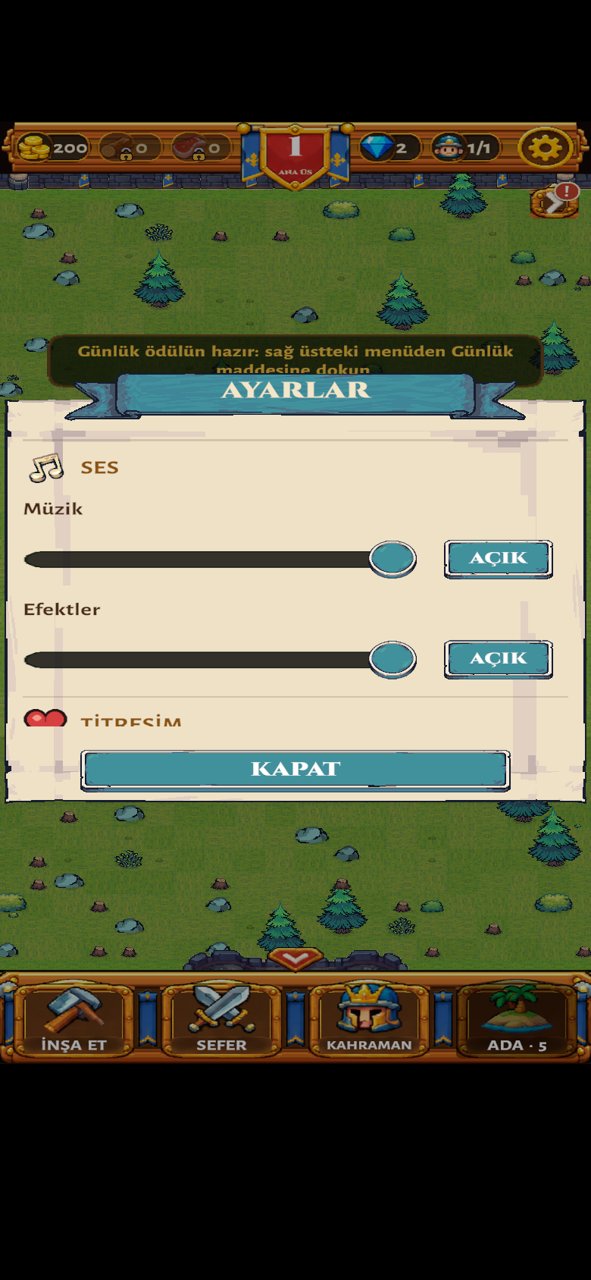 200
0
0
1
ANA ÜS
2
1/1
!
Günlük ödülün hazır: sağ üstteki menüden Günlük
maddesine dokun
AYARLAR
SES
Müzik
AÇIK
Efektler
AÇIK
TİTREŞİM
KAPAT
İNŞA ET
SEFER
KAHRAMAN
ADA · 5